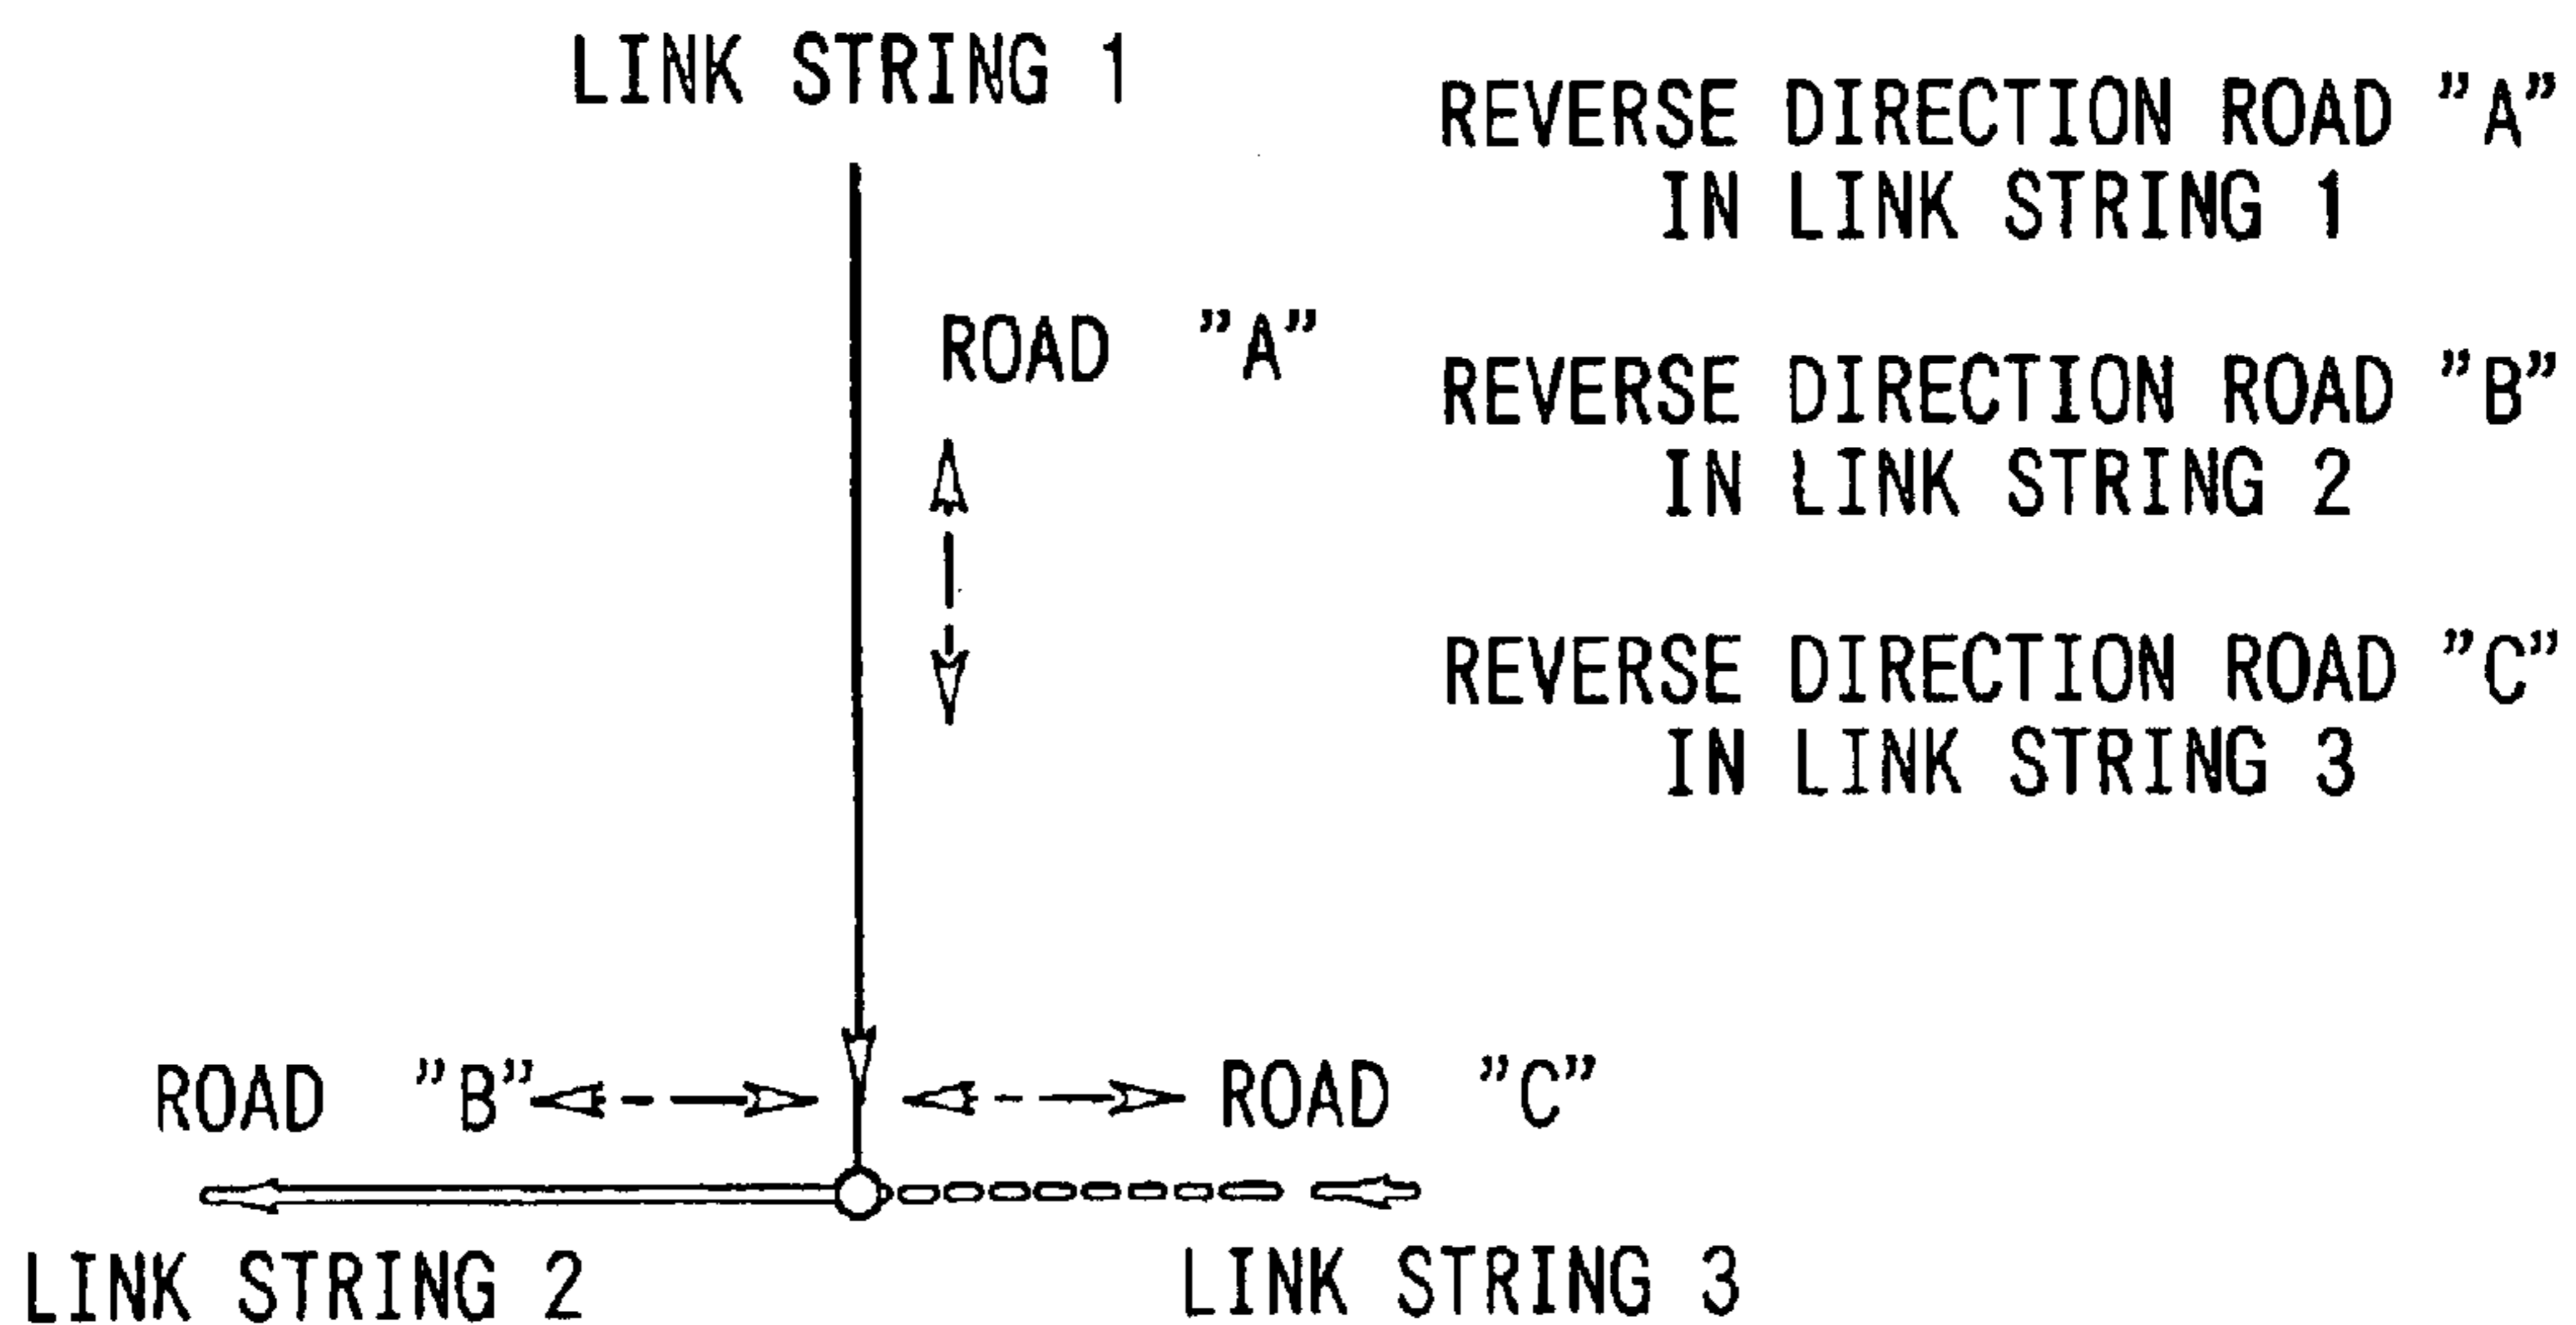 LINK STRING 1
REVERSE DIRECTION ROAD ”A”
IN LINK STRING 1
ROAD ”A”
REVERSE DIRECTION ROAD ”B”
IN LINK STRING 2
REVERSE DIRECTION ROAD ”C”
IN LINK STRING 3
ROAD ”B”
ROAD ”C”
LINK STRING 2
LINK STRING 3